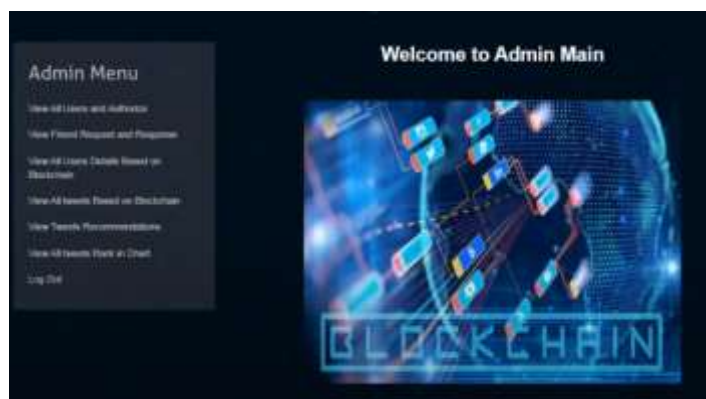 Welcome to Admin Main
Admin Menu
View All Users and Authorize
View Friend Request and Response
View All Users Details Based on
Blockchain
View All tweets Based on Blockchain
View Tweets Recommendations
View All tweets Rank in Chart
Log Out
BLOCKCHAIN